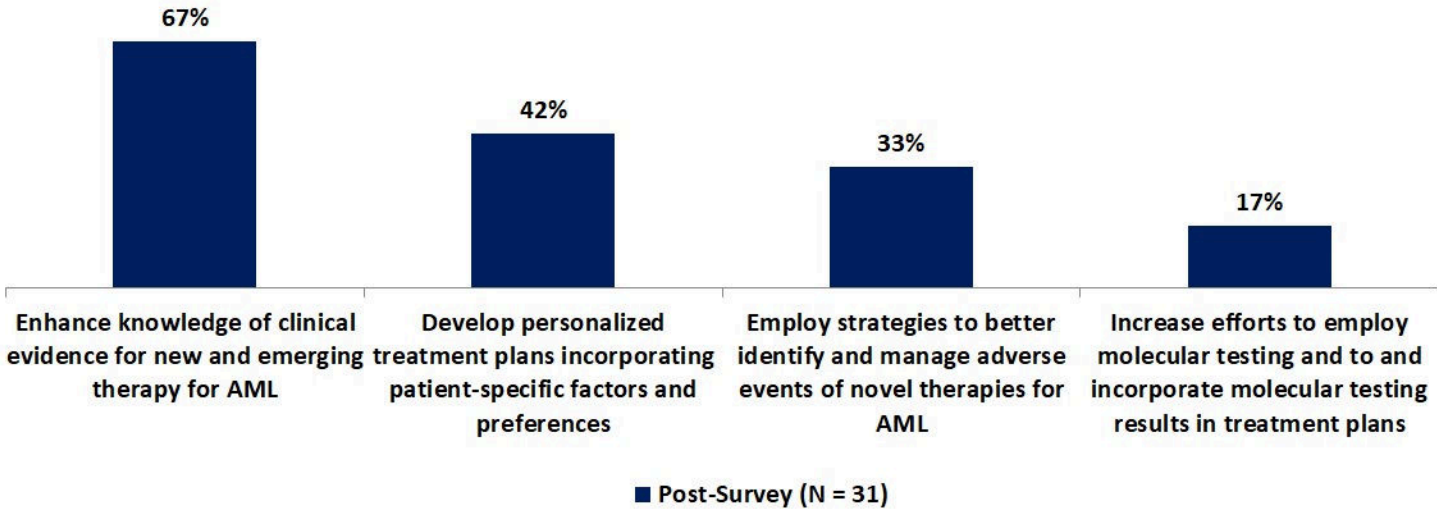 67%
42%
33%
17%
Enhance knowledge of clinical
evidence for new and emerging
therapy for AML
Develop personalized
treatment plans incorporating
patient-specific factors and
preferences
Employ strategies to better
identify and manage adverse
events of novel therapies for
AML
Increase efforts to employ
molecular testing and to and
incorporate molecular testing
results in treatment plans
Post-Survey (N = 31)